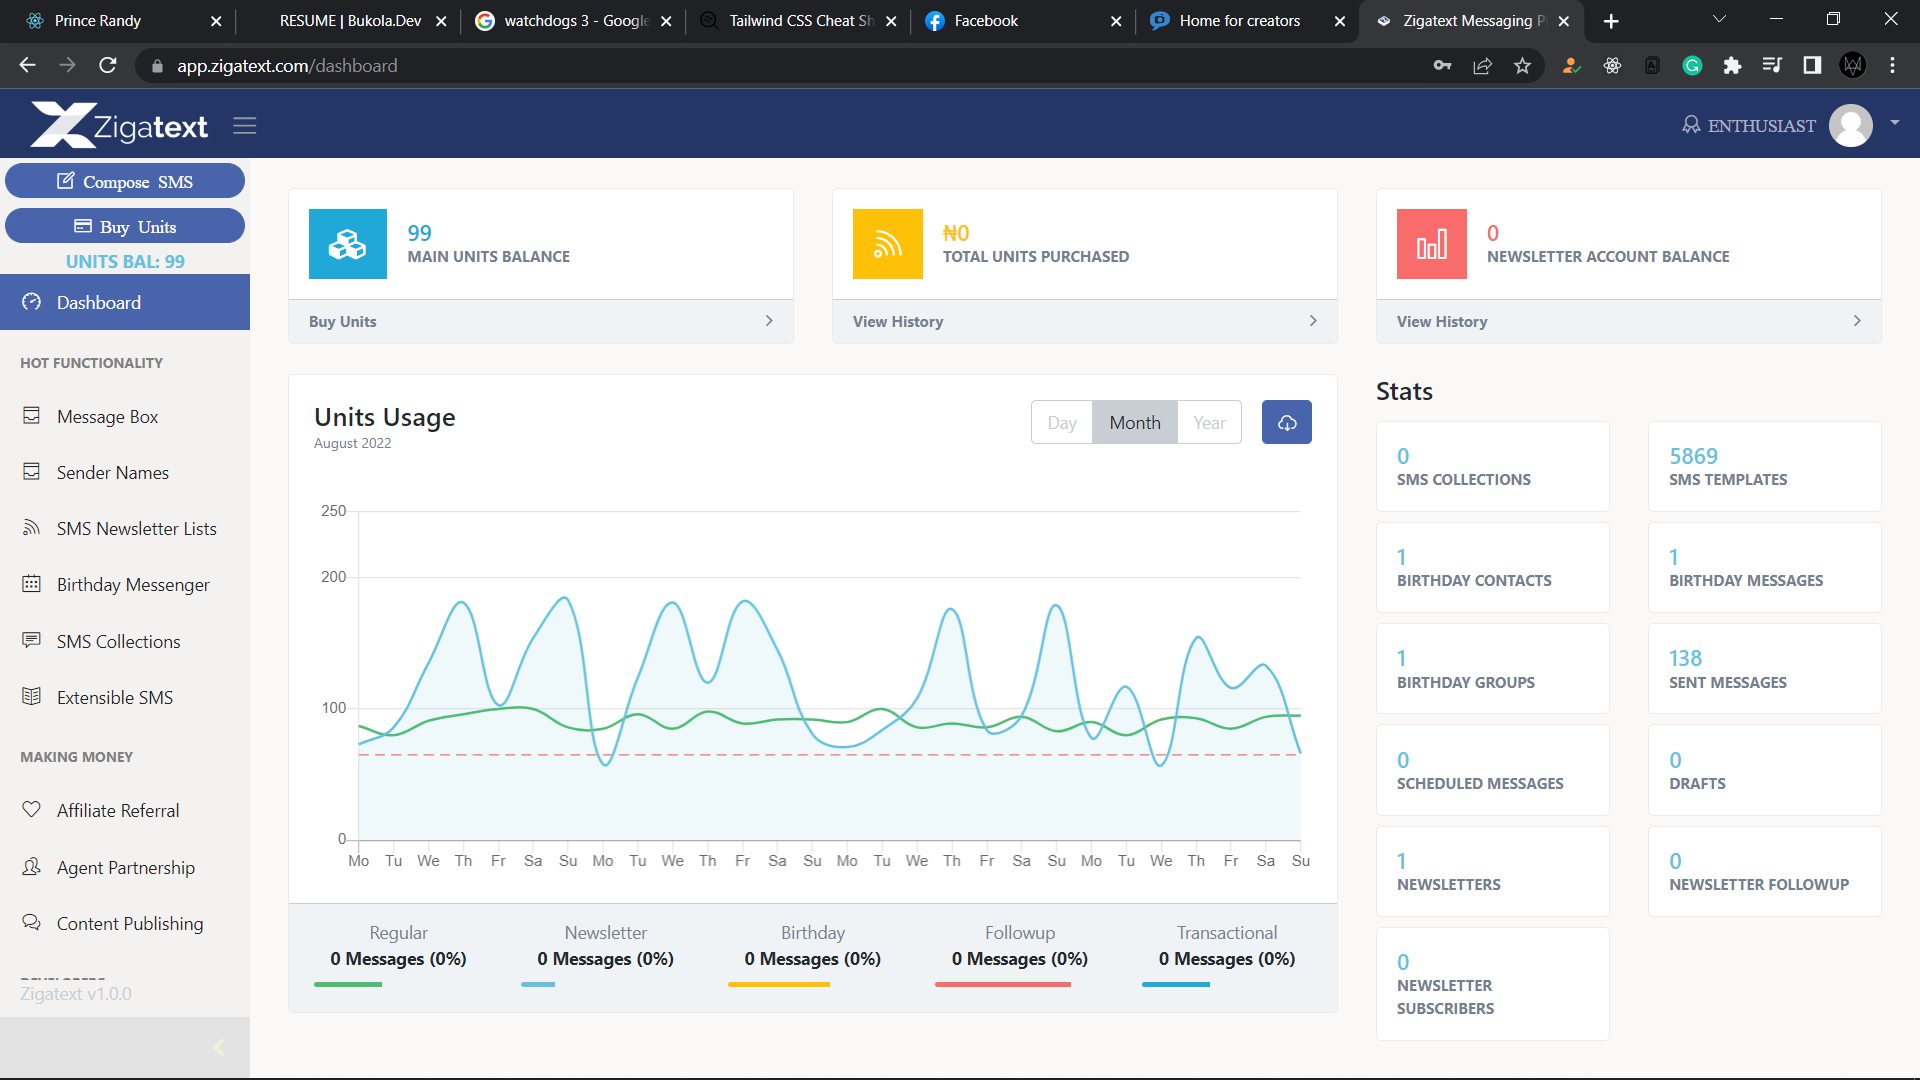 Prince Randy
RESUME | Bukola.Dev
watchdogs 3 - Google
Tailwind CSS Cheat Sh
Facebook
Home for creators
Zigatext Messaging P
app.zigatext.com/dashboard
Zigatext
ENTHUSIAST
Compose SMS
Buy Units
UNITS BAL: 99
Dashboard
HOT FUNCTIONALITY
Message Box
Sender Names
SMS Newsletter Lists
Birthday Messenger
SMS Collections
Extensible SMS
MAKING MONEY
Affiliate Referral
Agent Partnership
Content Publishing
DEVELOPERS
Zigatext v1.0.0
99
MAIN UNITS BALANCE
Buy Units
₦0
TOTAL UNITS PURCHASED
View History
0
NEWSLETTER ACCOUNT BALANCE
View History
Units Usage
August 2022
Day Month Year
250
200
100
0
Mo Tu We Th Fr Sa Su Mo Tu We Th Fr Sa Su Mo Tu We Th Fr Sa Su Mo Tu We Th Fr Sa Su
Regular
0 Messages (0%)
Newsletter
0 Messages (0%)
Birthday
0 Messages (0%)
Followup
0 Messages (0%)
Transactional
0 Messages (0%)
Stats
0
SMS COLLECTIONS
5869
SMS TEMPLATES
1
BIRTHDAY CONTACTS
1
BIRTHDAY MESSAGES
1
BIRTHDAY GROUPS
138
SENT MESSAGES
0
SCHEDULED MESSAGES
0
DRAFTS
1
NEWSLETTERS
0
NEWSLETTER FOLLOWUP
0
NEWSLETTER
SUBSCRIBERS